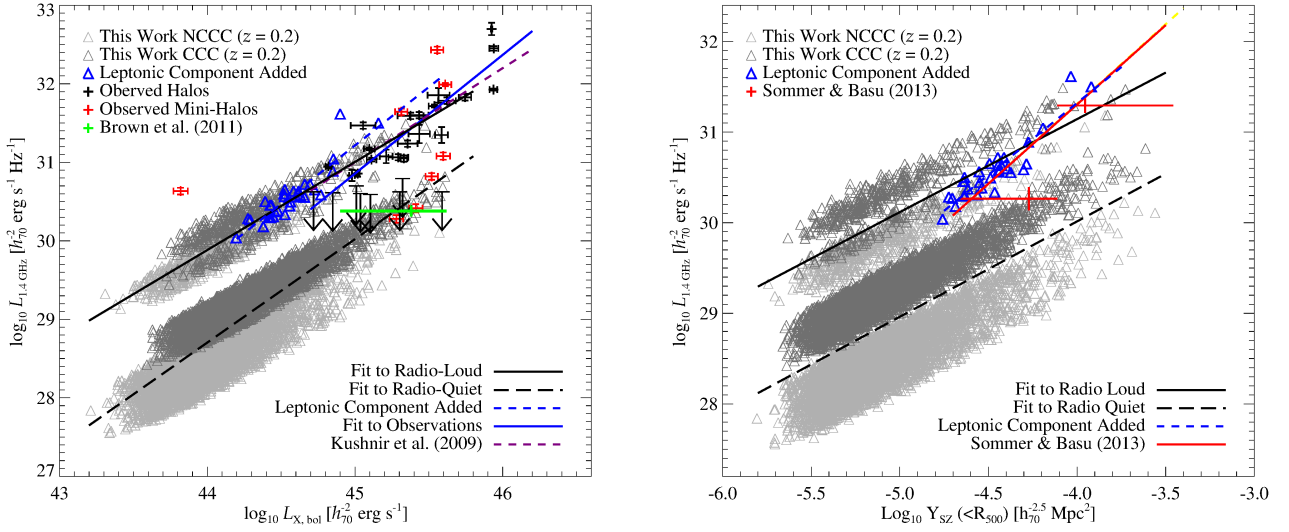 33
32
31
30
29
28
27
43
44
45
46
log10 L1.4 GHz [h70^-2 erg s^-1 Hz^-1]
log10 LX, bol [h70^-2 erg s^-1]
This Work NCCC (z = 0.2)
This Work CCC (z = 0.2)
Leptonic Component Added
Oberved Halos
Observed Mini-Halos
Brown et al. (2011)
Fit to Radio-Loud
Fit to Radio-Quiet
Leptonic Component Added
Fit to Observations
Kushnir et al. (2009)
32
31
30
29
28
-6.0
-5.5
-5.0
-4.5
-4.0
-3.5
-3.0
log10 L1.4 GHz [h70^-2 erg s^-1 Hz^-1]
Log10 YSZ (<R500) [h70^-2.5 Mpc^2]
This Work NCCC (z = 0.2)
This Work CCC (z = 0.2)
Leptonic Component Added
Sommer & Basu (2013)
Fit to Radio Loud
Fit to Radio Quiet
Leptonic Component Added
Sommer & Basu (2013)